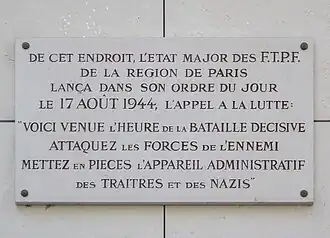 DE CET ENDROIT, L'ETAT MAJOR DES F.T.P.F.
DE LA REGION DE PARIS
LANÇA DANS SON ORDRE DU JOUR
LE 17 AOÛT 1944, L'APPEL A LA LUTTE:
"VOICI VENUE L'HEURE DE LA BATAILLE DECISIVE
ATTAQUEZ LES FORCES DE L'ENNEMI
METTEZ EN PIECES L'APPAREIL ADMINISTRATIF
DES TRAITRES ET DES NAZIS"